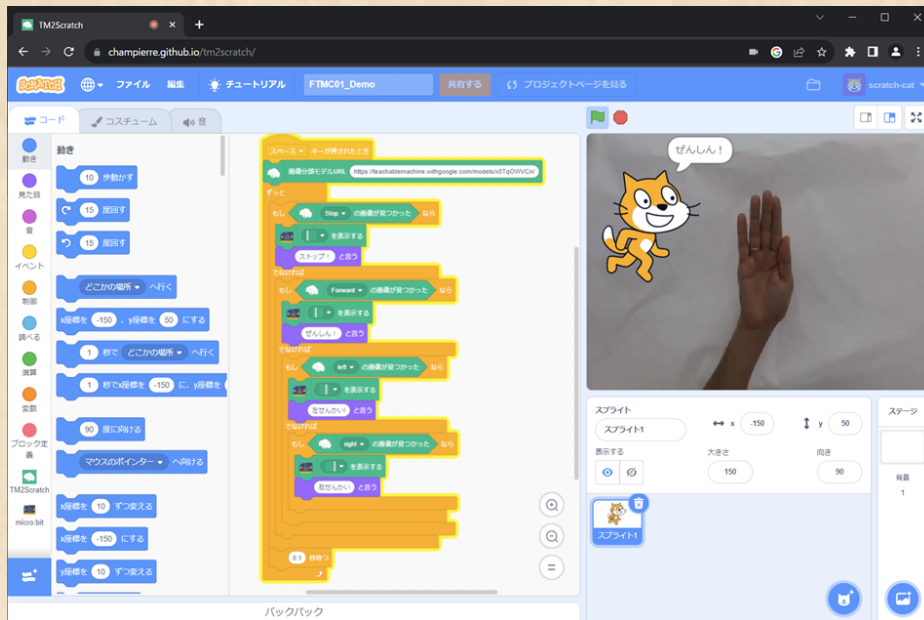 TM2Scratch
champierre.github.io/tm2scratch/
SCRATCH ファイル 編集 チュートリアル FTMC01_Demo 共有する プロジェクトページを見る scratch-cat
コード コスチューム 音
動き
見た目
音
イベント
制御
調べる
演算
変数
ブロック定義
TM2Scratch
micro bit
動き
10 歩動かす
15 度回す
15 度回す
どこかの場所 へ行く
x座標を -150 、y座標を 50 にする
1 秒で どこかの場所 へ行く
1 秒でx座標を -150 に、y座標を
90 度に向ける
マウスのポインター へ向ける
x座標を 10 ずつ変える
x座標を -150 にする
y座標を 10 ずつ変える
スペース キーが押されたとき
画像分類モデルURL https://teachablemachine.withgoogle.com/models/
ずっと
もし Stop の画像が見つかった なら
を表示する
ストップ! と言う
でなければ
もし Forward の画像が見つかった なら
を表示する
ぜんしん! と言う
でなければ
もし left の画像が見つかった なら
を表示する
左せんかい! と言う
でなければ
もし right の画像が見つかった なら
を表示する
右せんかい と言う
0.1 秒待つ
バックパック
ぜんしん!
スプライト
スプライト1
x -150
y 50
表示する
大きさ
150
向き
90
スプライト1
ステージ
背景
1